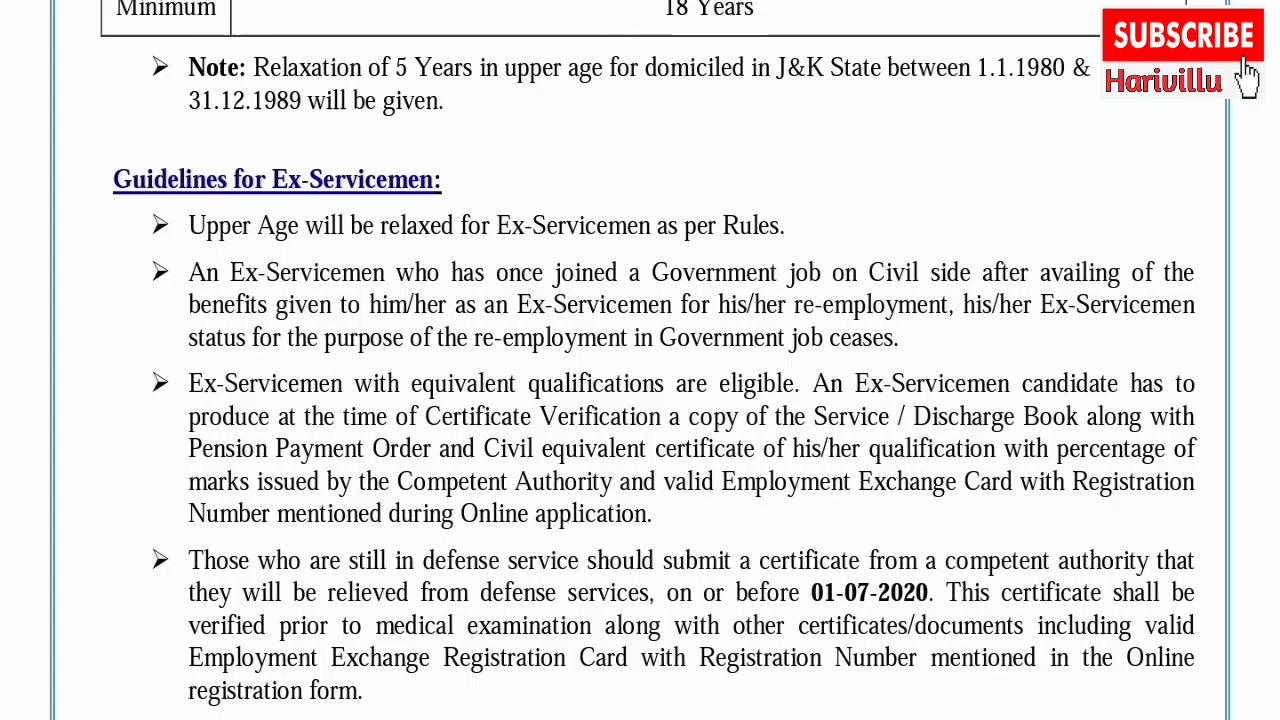 Minimum 18 Years
SUBSCRIBE
Harivillu
➢ Note: Relaxation of 5 Years in upper age for domiciled in J&K State between 1.1.1980 &
31.12.1989 will be given.
Guidelines for Ex-Servicemen:
➢ Upper Age will be relaxed for Ex-Servicemen as per Rules.
➢ An Ex-Servicemen who has once joined a Government job on Civil side after availing of the
benefits given to him/her as an Ex-Servicemen for his/her re-employment, his/her Ex-Servicemen
status for the purpose of the re-employment in Government job ceases.
➢ Ex-Servicemen with equivalent qualifications are eligible. An Ex-Servicemen candidate has to
produce at the time of Certificate Verification a copy of the Service / Discharge Book along with
Pension Payment Order and Civil equivalent certificate of his/her qualification with percentage of
marks issued by the Competent Authority and valid Employment Exchange Card with Registration
Number mentioned during Online application.
➢ Those who are still in defense service should submit a certificate from a competent authority that
they will be relieved from defense services, on or before 01-07-2020. This certificate shall be
verified prior to medical examination along with other certificates/documents including valid
Employment Exchange Registration Card with Registration Number mentioned in the Online
registration form.